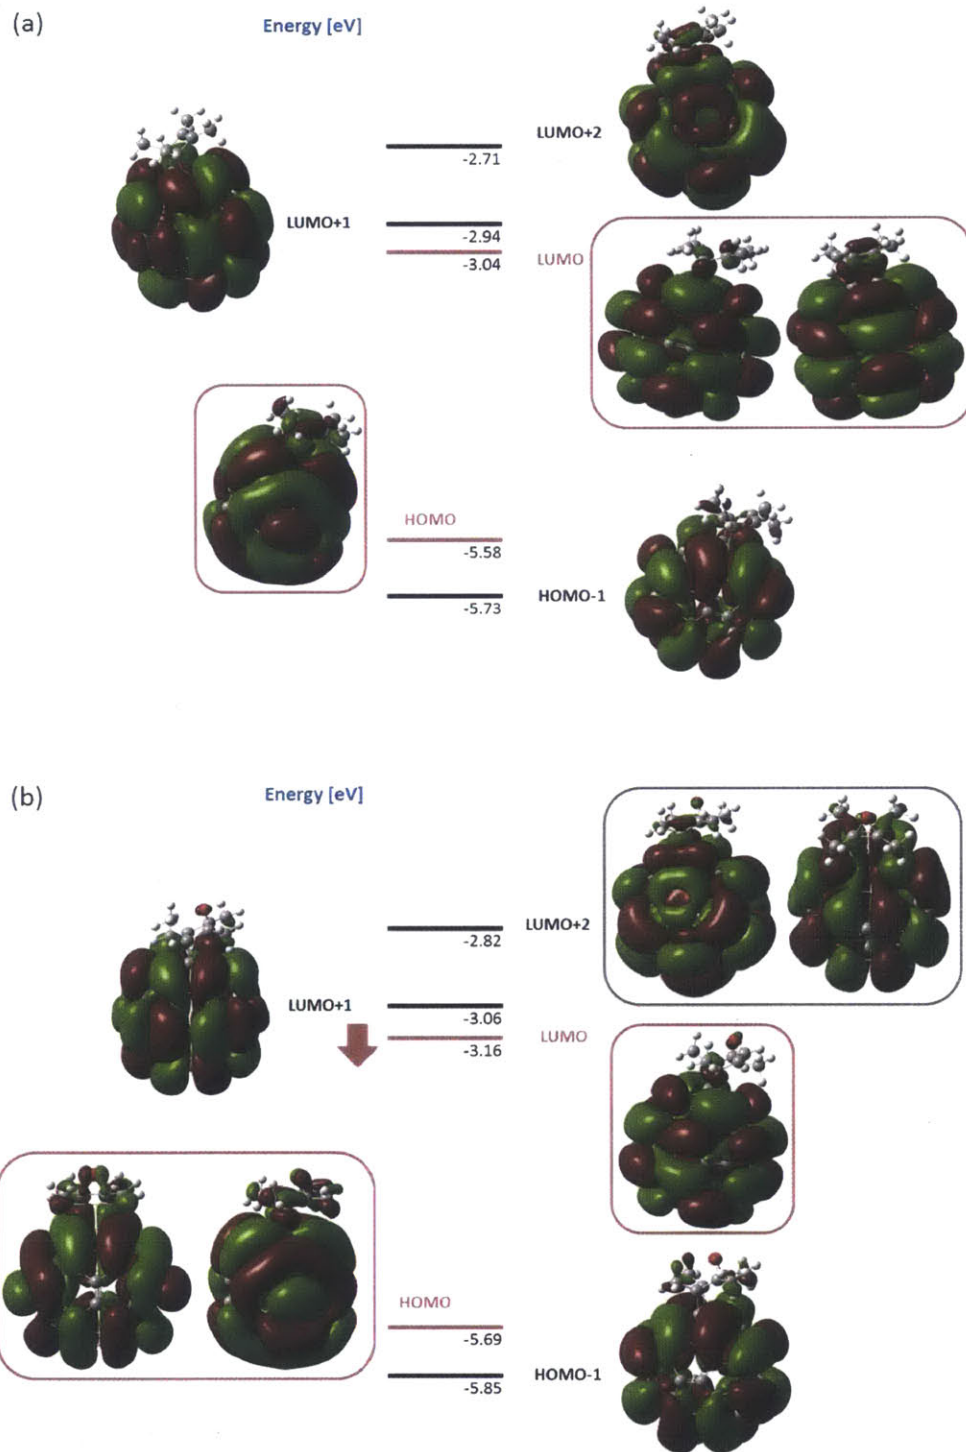 (a)
Energy [eV]
LUMO+2
-2.71
LUMO+1
-2.94
LUMO
-3.04
HOMO
-5.58
HOMO-1
-5.73
(b)
Energy [eV]
LUMO+2
-2.82
LUMO+1
-3.06
LUMO
-3.16
HOMO
-5.69
HOMO-1
-5.85